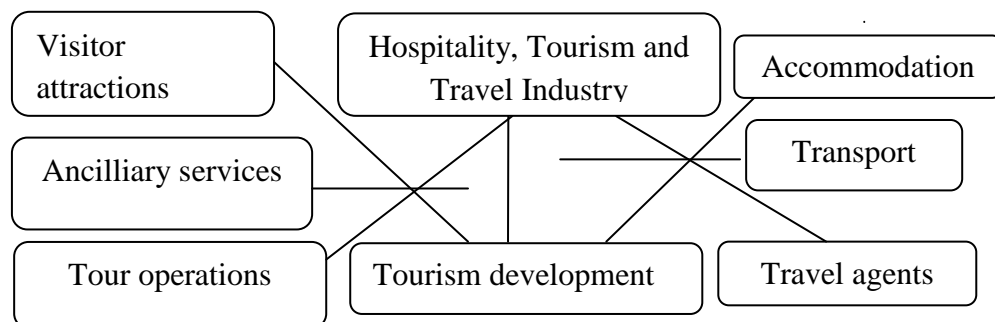 Visitor
attractions
Hospitality, Tourism and
Travel Industry
Accommodation
Ancilliary services
Transport
Tour operations
Tourism development
Travel agents